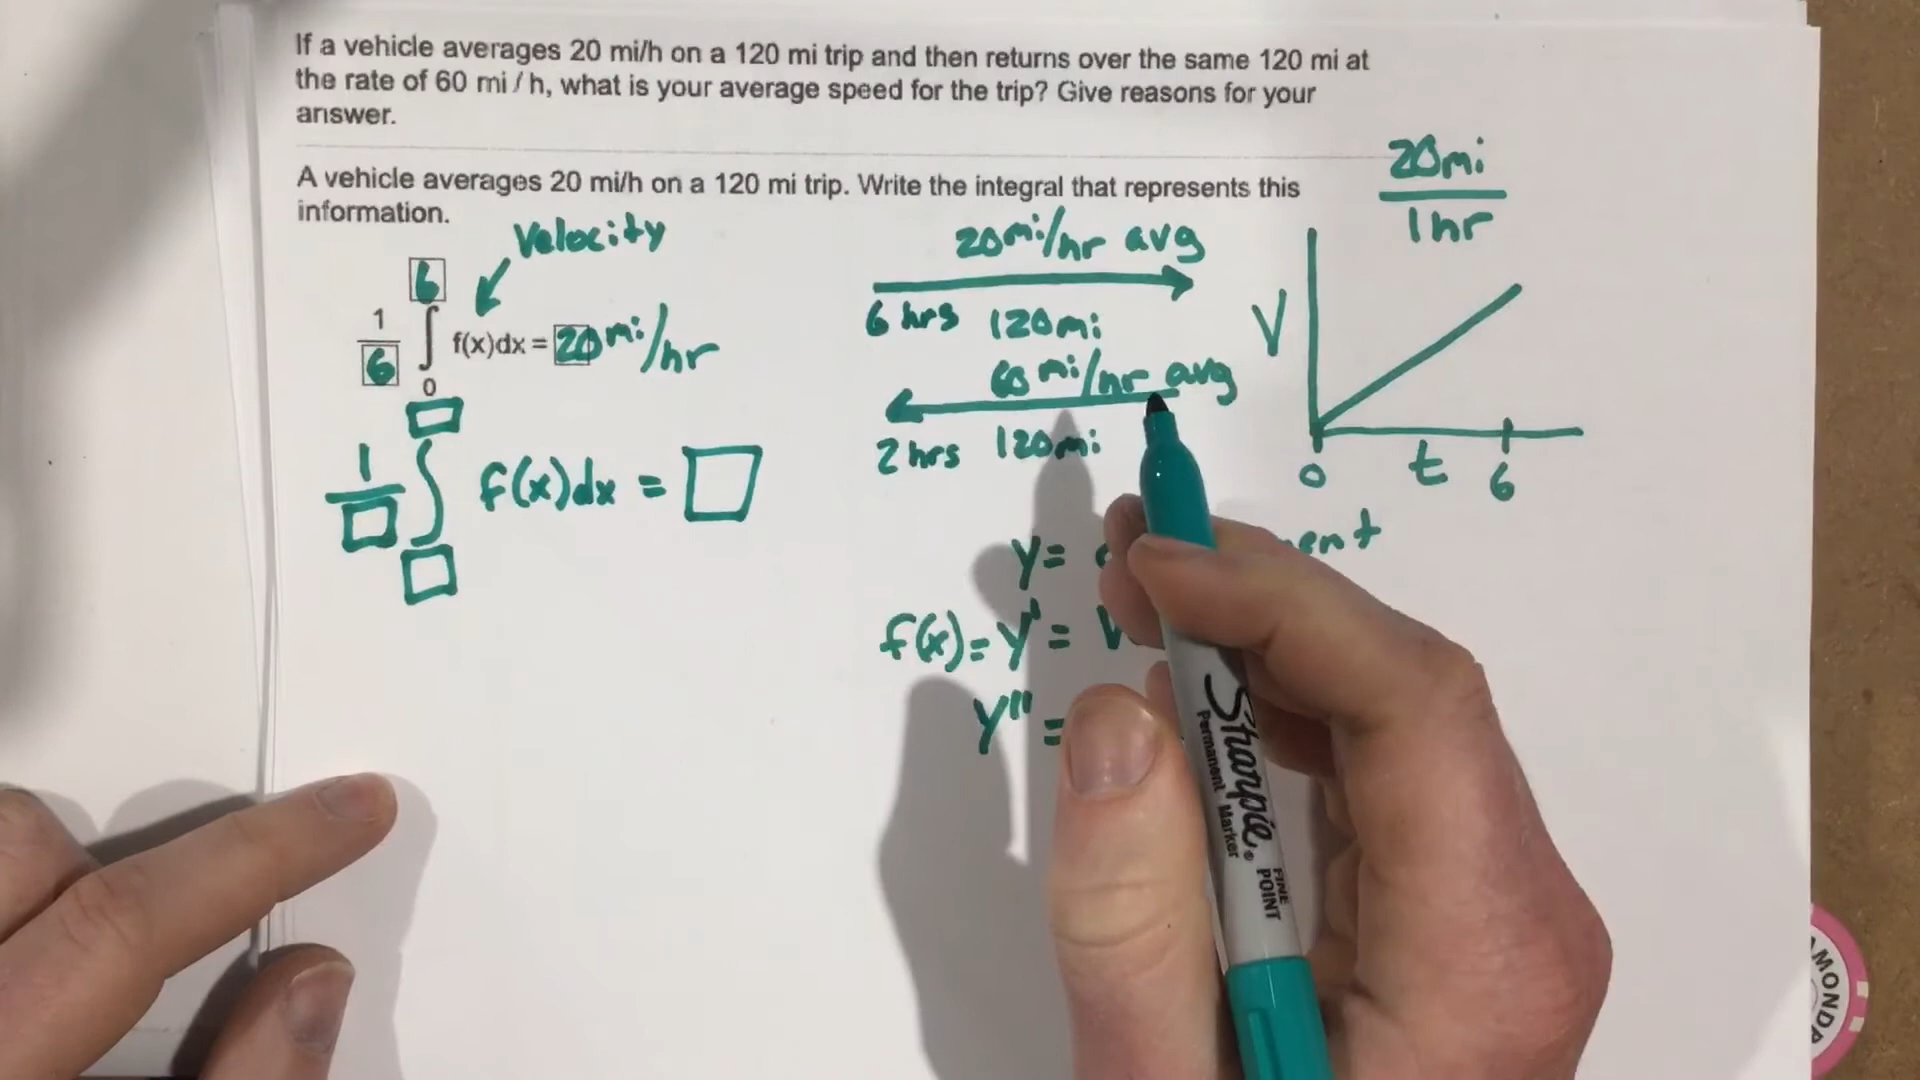 If a vehicle averages 20 mi/h on a 120 mi trip and then returns over the same 120 mi at
the rate of 60 mi / h, what is your average speed for the trip? Give reasons for your
answer.
A vehicle averages 20 mi/h on a 120 mi trip. Write the integral that represents this
information.
20mi
1hr
Velocity
20mi/hr avg
6
1
6
∫
0
f(x)dx = 20 mi/hr
6 hrs 120mi
60 mi/hr avg
2 hrs 120mi
V
0 t 6
1
∫ f(x)dx =
y=
f(x)=y'= V
y" =
Sharpie
Permanent Marker
FINE
POINT